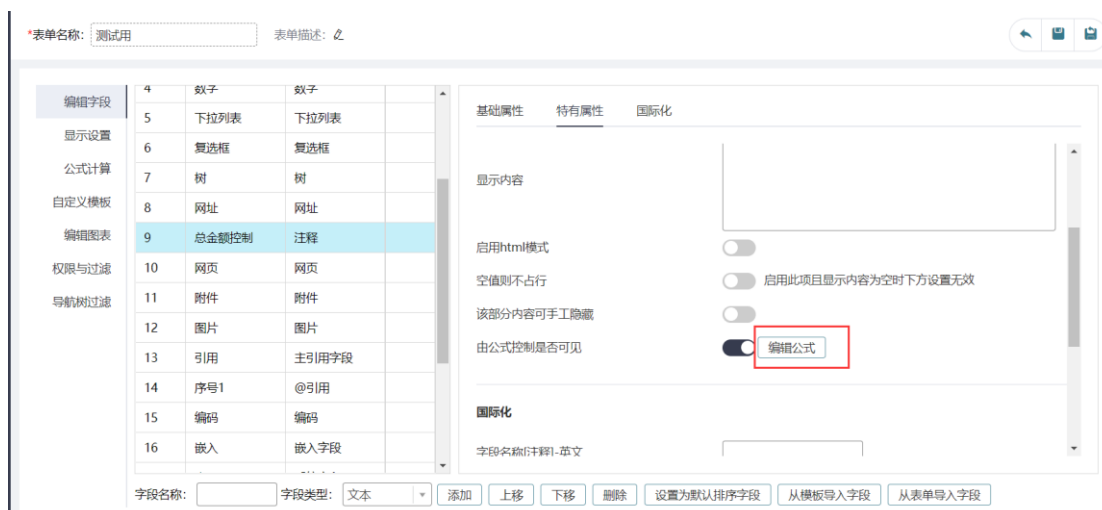 *表单名称: 测试用 表单描述:
编辑字段
显示设置
公式计算
自定义模板
编辑图表
权限与过滤
导航树过滤
4 数字 数字
5 下拉列表 下拉列表
6 复选框 复选框
7 树 树
8 网址 网址
9 总金额控制 注释
10 网页 网页
11 附件 附件
12 图片 图片
13 引用 主引用字段
14 序号1 @引用
15 编码 编码
16 嵌入 嵌入字段
基础属性 特有属性 国际化
显示内容
启用html模式
空值则不占行 启用此项目显示内容为空时下方设置无效
该部分内容可手工隐藏
由公式控制是否可见 编辑公式
国际化
字段名称[注释]-英文
字段名称: 字段类型: 文本 添加 上移 下移 删除 设置为默认排序字段 从模板导入字段 从表单导入字段